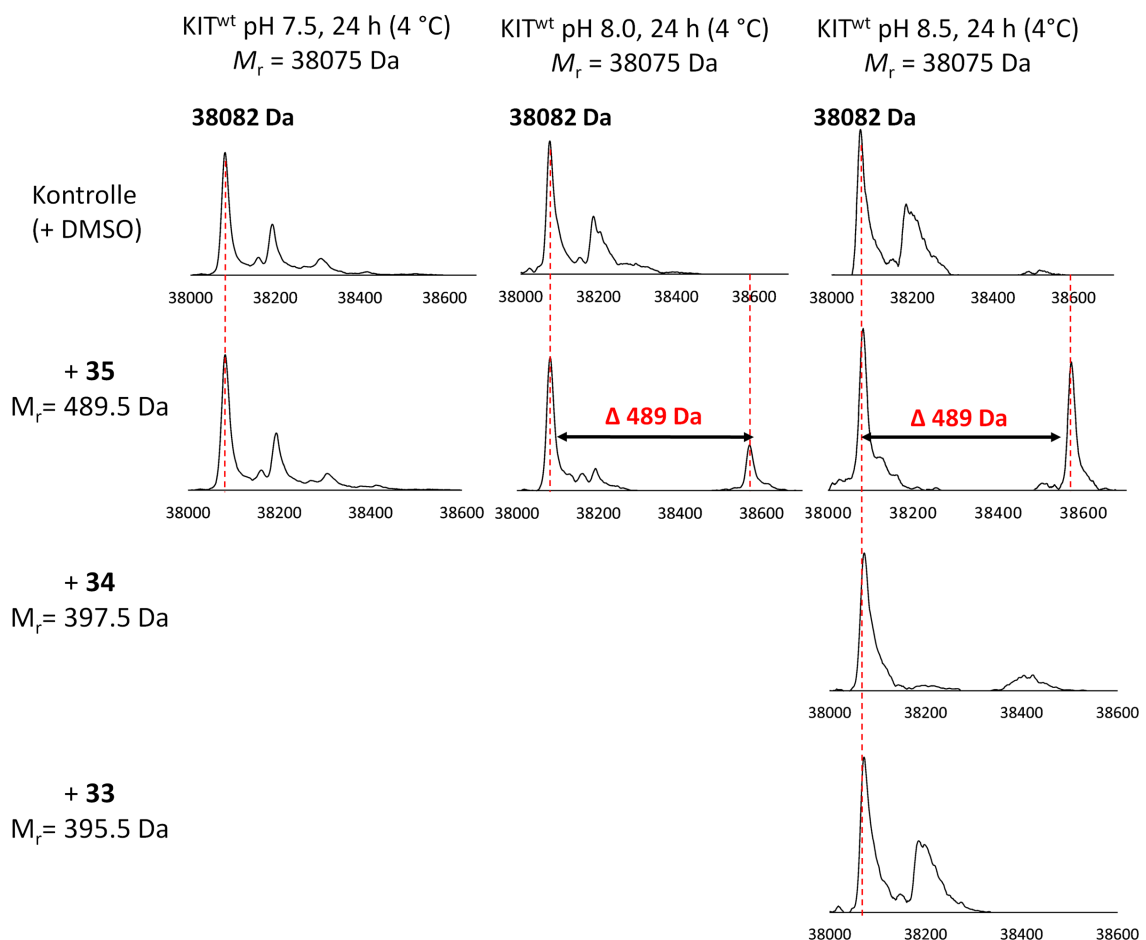 KITwt pH 7.5, 24 h (4 °C)
Mr = 38075 Da
KITwt pH 8.0, 24 h (4 °C)
Mr = 38075 Da
KITwt pH 8.5, 24 h (4°C)
Mr = 38075 Da
38082 Da
38082 Da
38082 Da
Kontrolle
(+ DMSO)
38000 38200 38400 38600
38000 38200 38400 38600
38000 38200 38400 38600
+ 35
Mr= 489.5 Da
Δ 489 Da
Δ 489 Da
38000 38200 38400 38600
38000 38200 38400 38600
38000 38200 38400 38600
+ 34
Mr= 397.5 Da
38000 38200 38400 38600
+ 33
Mr= 395.5 Da
38000 38200 38400 38600